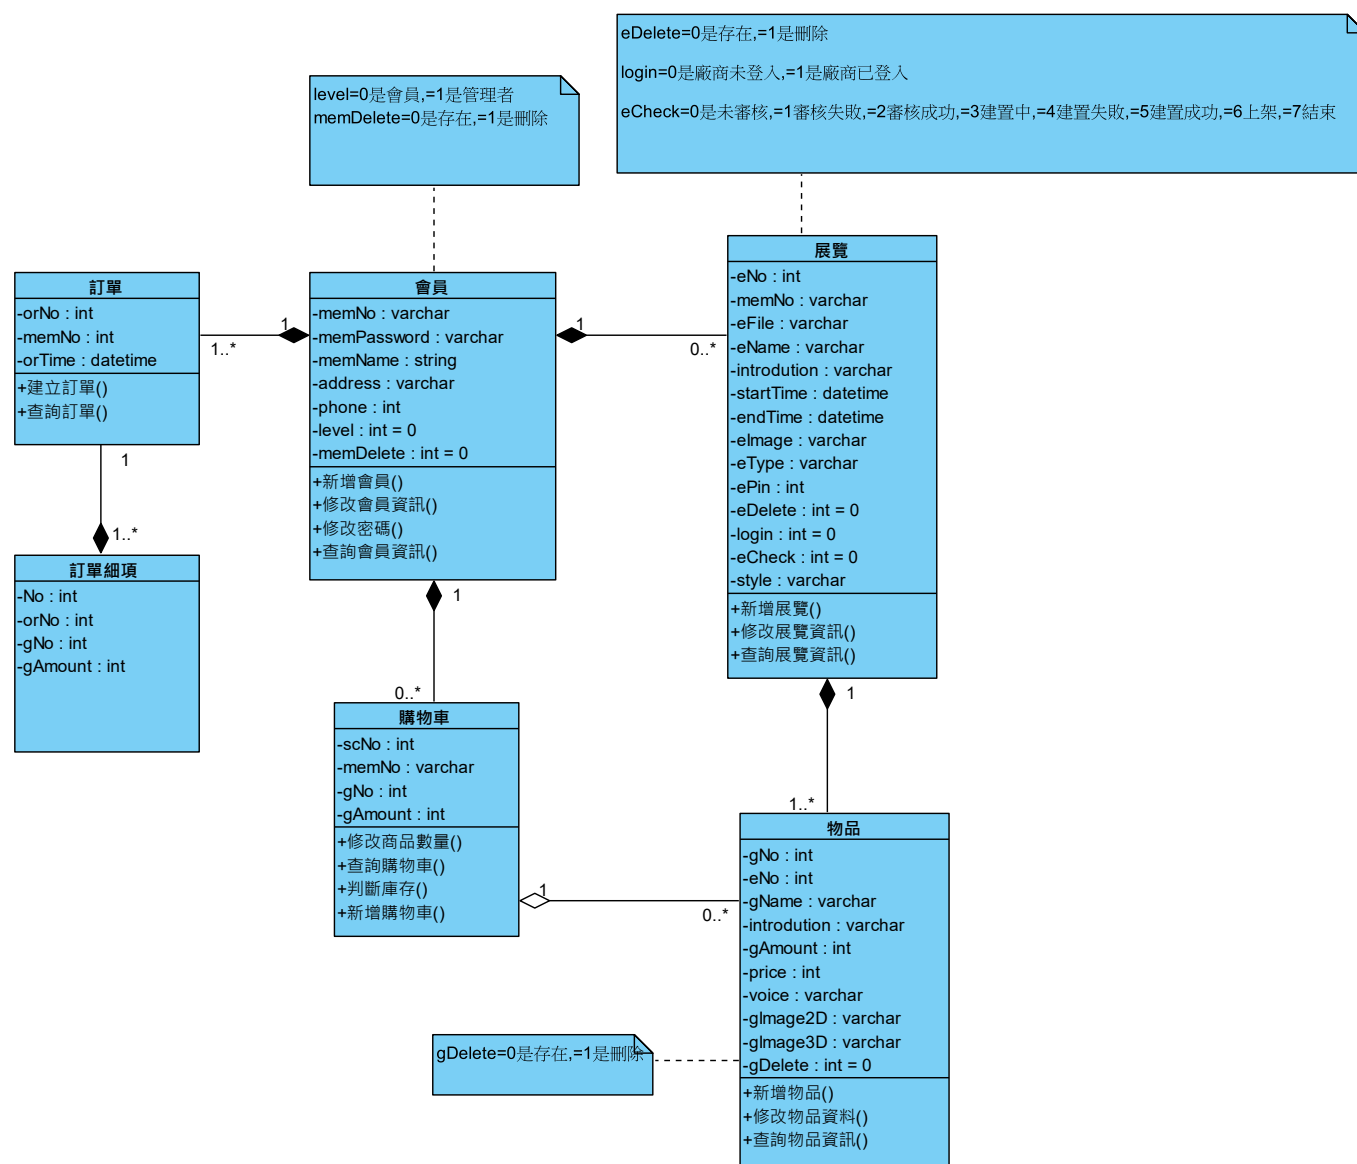 eDelete=0是存在,=1是刪除
login=0是廠商未登入,=1是廠商已登入
eCheck=0是未審核,=1審核失敗,=2審核成功,=3建置中,=4建置失敗,=5建置成功,=6上架,=7結束
level=0是會員,=1是管理者
memDelete=0是存在,=1是刪除
訂單
-orNo : int
-memNo : int
-orTime : datetime
+建立訂單()
+查詢訂單()
1..*
1
會員
-memNo : varchar
-memPassword : varchar
-memName : string
-address : varchar
-phone : int
-level : int = 0
-memDelete : int = 0
+新增會員()
+修改會員資訊()
+修改密碼()
+查詢會員資訊()
1
0..*
展覽
-eNo : int
-memNo : varchar
-eFile : varchar
-eName : varchar
-introdution : varchar
-startTime : datetime
-endTime : datetime
-eImage : varchar
-eType : varchar
-ePin : int
-eDelete : int = 0
-login : int = 0
-eCheck : int = 0
-style : varchar
+新增展覽()
+修改展覽資訊()
+查詢展覽資訊()
1
1..*
訂單細項
-No : int
-orNo : int
-gNo : int
-gAmount : int
1
0..*
購物車
-scNo : int
-memNo : varchar
-gNo : int
-gAmount : int
+修改商品數量()
+查詢購物車()
+判斷庫存()
+新增購物車()
1
0..*
1
1..*
物品
-gNo : int
-eNo : int
-gName : varchar
-introdution : varchar
-gAmount : int
-price : int
-voice : varchar
-gImage2D : varchar
-gImage3D : varchar
-gDelete : int = 0
+新增物品()
+修改物品資料()
+查詢物品資訊()
gDelete=0是存在,=1是刪除